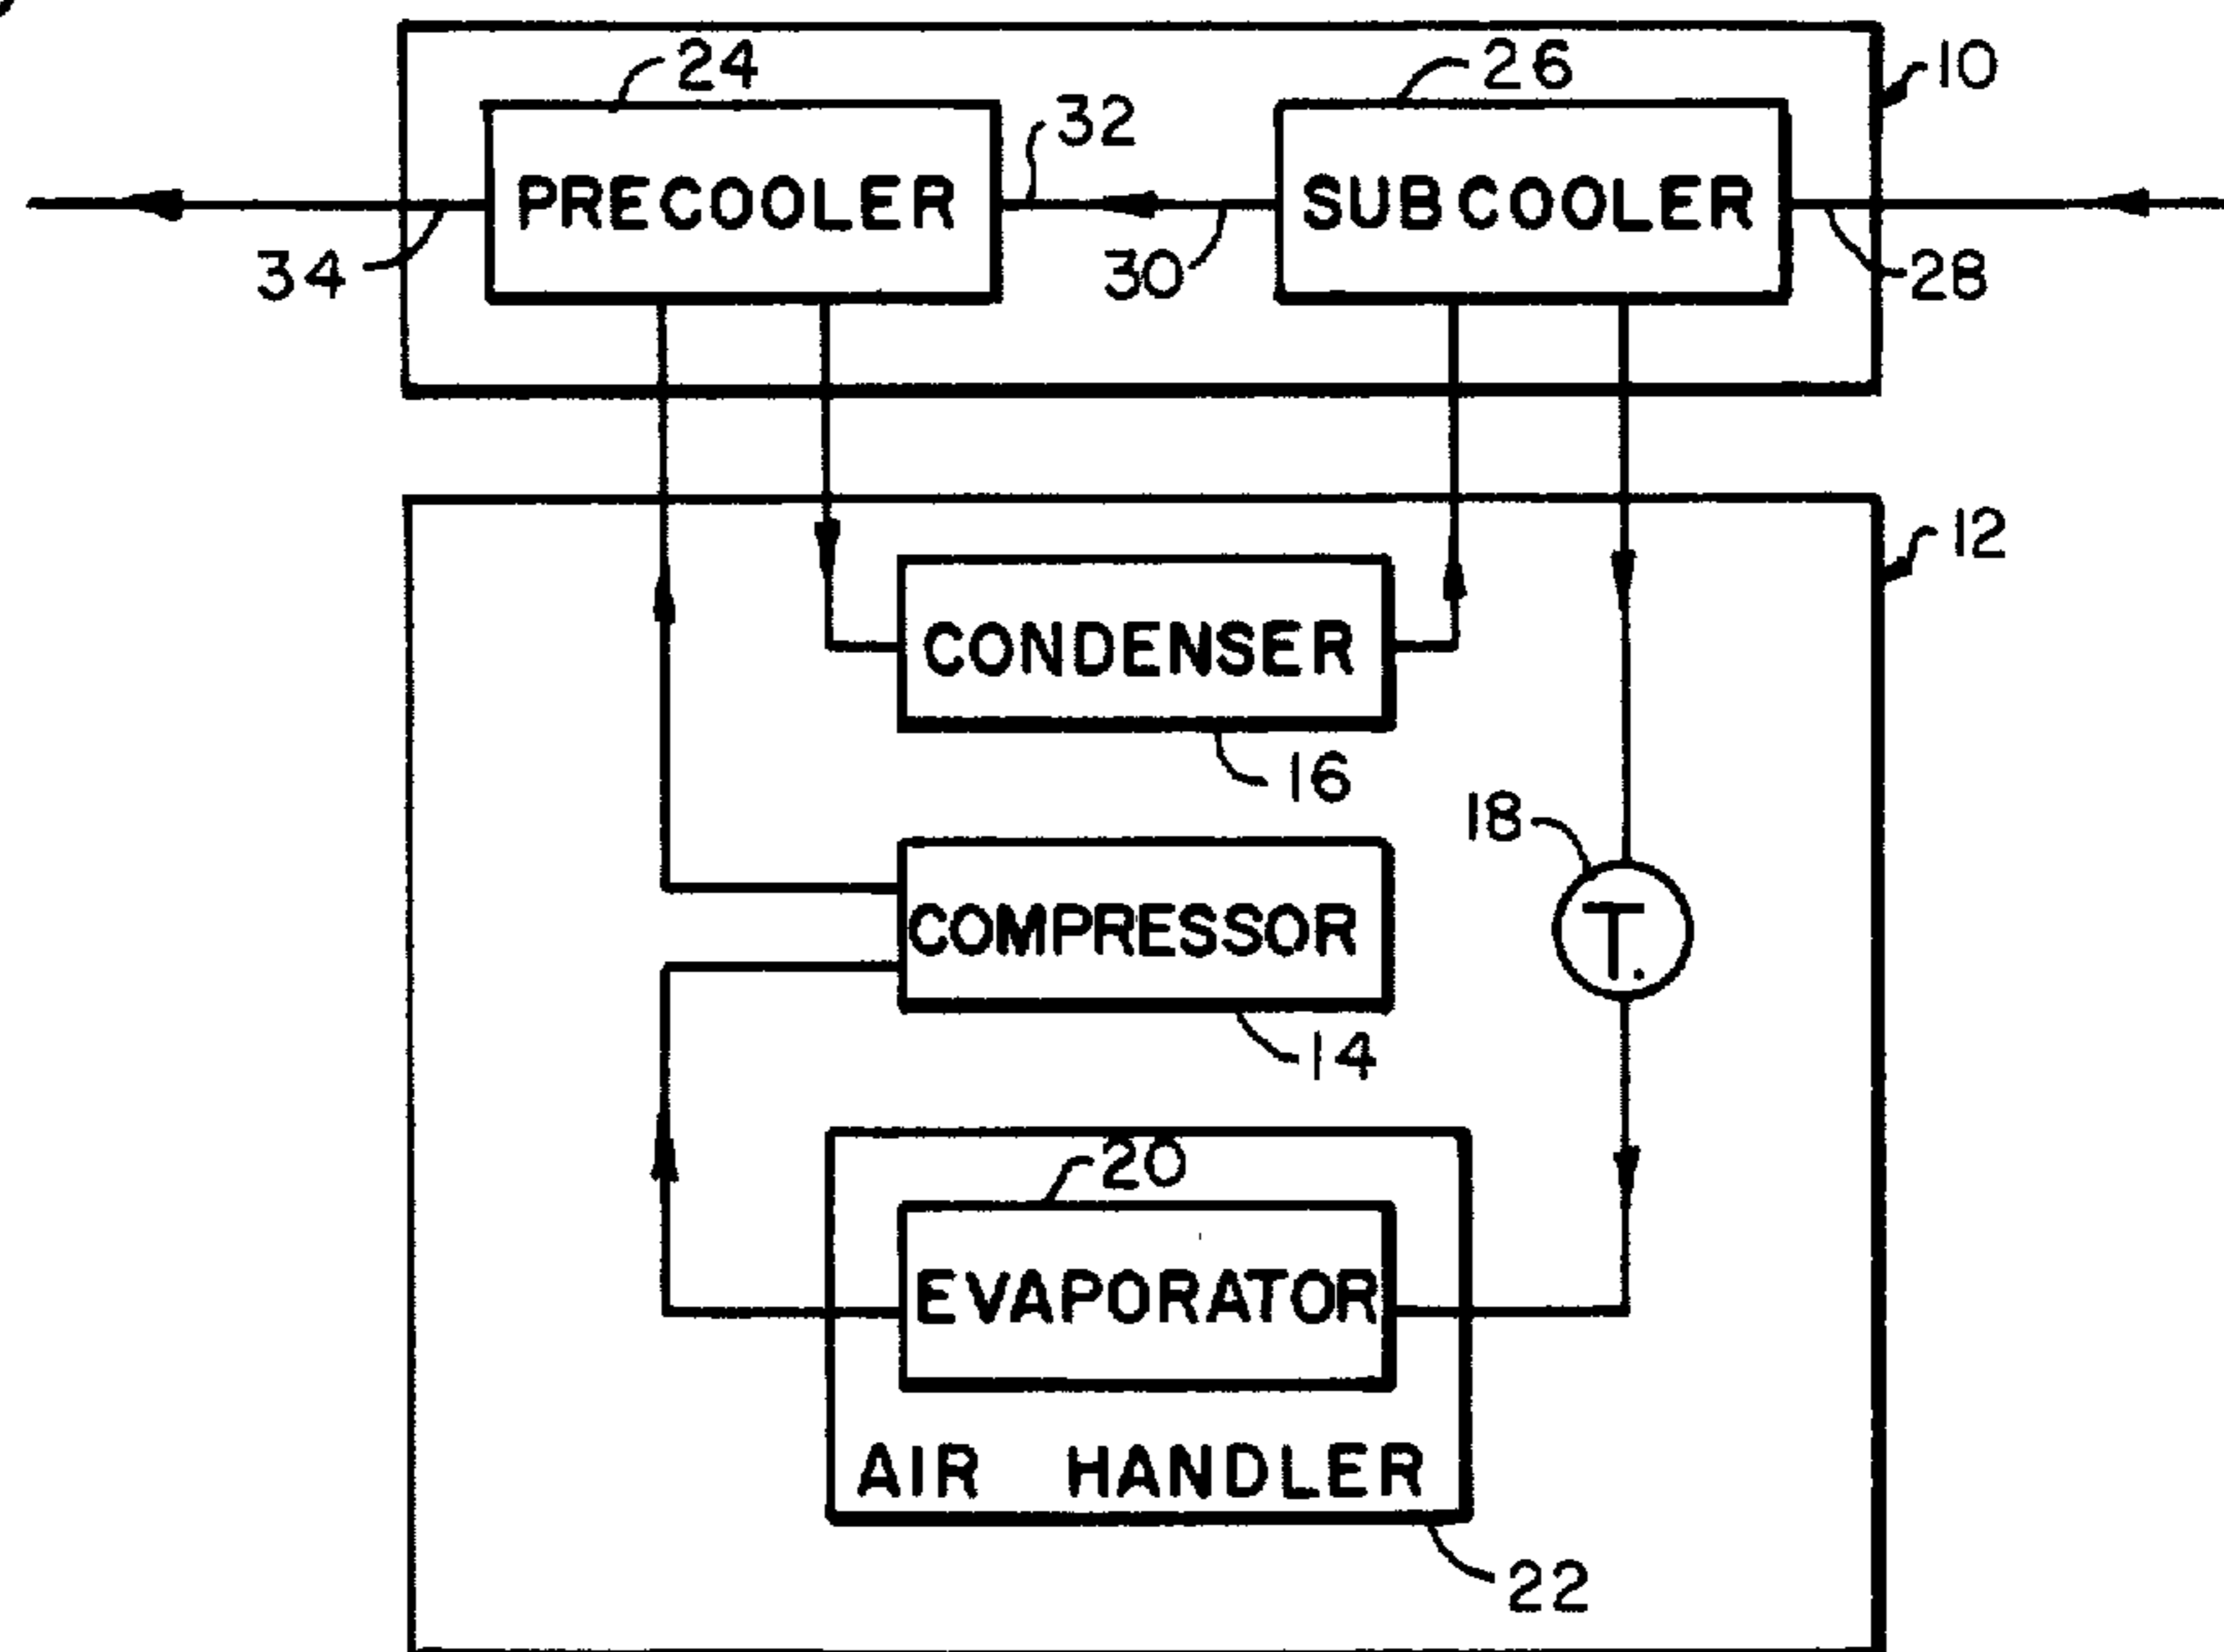 24
26
10
32
PRECOOLER
SUBCOOLER
34
30
28
12
CONDENSER
16
18
COMPRESSOR
T.
14
20
EVAPORATOR
AIR HANDLER
22